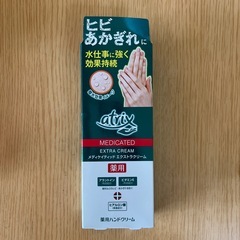 ヒビ
あかぎれに
水仕事に強く
効果持続
atrix
MEDICATED
EXTRA CREAM
メディケイティッド エクストラクリーム
薬用
薬用ハンドクリーム